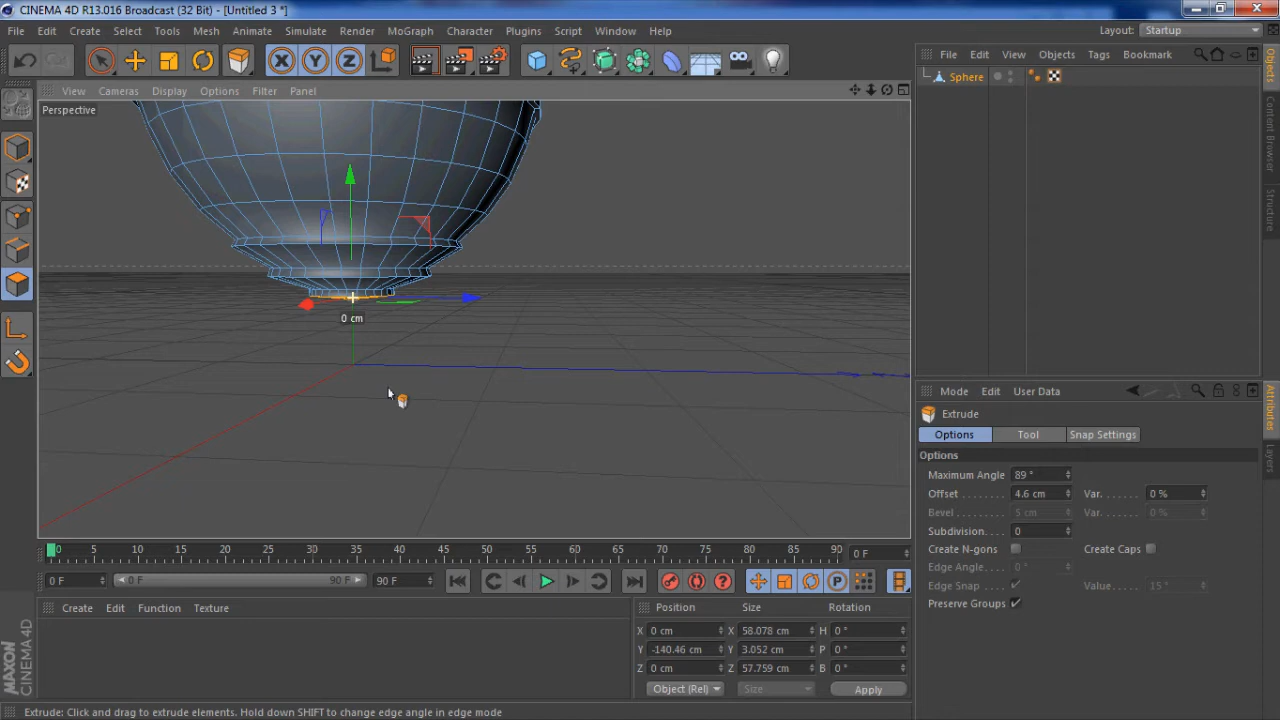 CINEMA 4D R13.016 Broadcast (32 Bit) - [Untitled 3 *]
File Edit Create Select Tools Mesh Animate Simulate Render MoGraph Character Plugins Script Window Help
Layout: Startup
File Edit View Objects Tags Bookmark
Sphere
View Cameras Display Options Filter Panel
Perspective
0 cm
X Y Z
Objects
Content Browser
Structure
Mode Edit User Data
Extrude
Options Tool Snap Settings
Options
Maximum Angle 89 °
Offset 4.6 cm Var. 0 %
Bevel 5 cm Var. 0 %
Subdivision 0
Create N-gons Create Caps
Edge Angle 0 °
Edge Snap Value 15 °
Preserve Groups
Attributes
Layers
0 5 10 15 20 25 30 35 40 45 50 55 60 65 70 75 80 85 90 0 F
0 F 0 F 90 F 90 F
P
Create Edit Function Texture
Position Size Rotation
X 0 cm X 58.078 cm H 0 °
Y -140.46 cm Y 3.052 cm P 0 °
Z 0 cm Z 57.759 cm B 0 °
Object (Rel) Size Apply
MAXON
CINEMA 4D
Extrude: Click and drag to extrude elements. Hold down SHIFT to change edge angle in edge mode